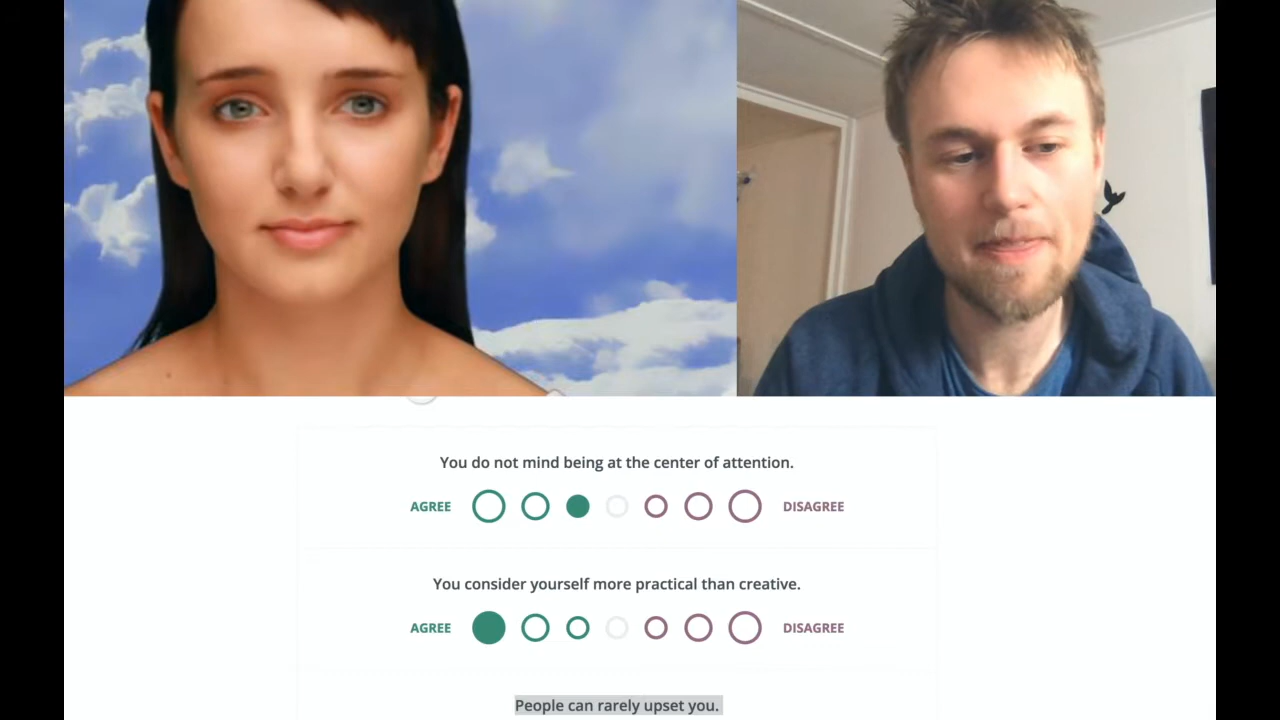 You do not mind being at the center of attention.
AGREE DISAGREE
You consider yourself more practical than creative.
AGREE DISAGREE
People can rarely upset you.